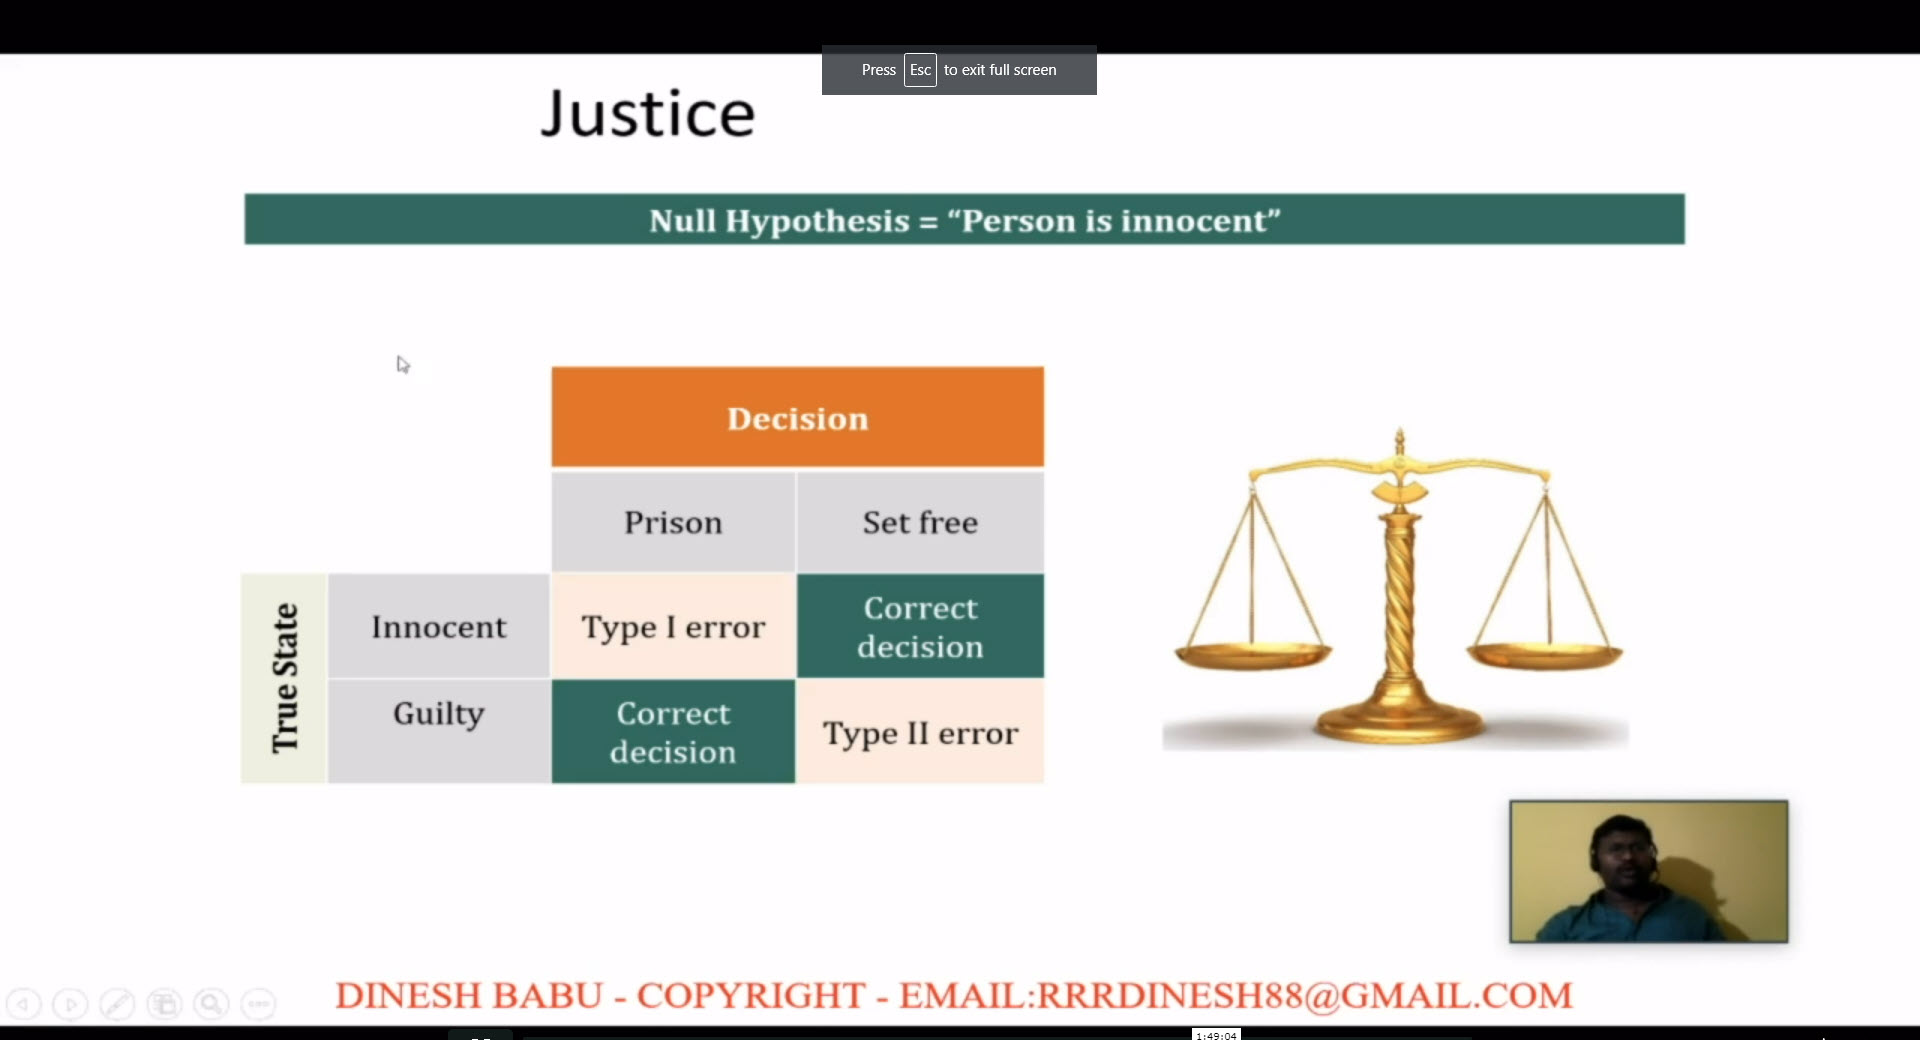 Press Esc to exit full screen
Justice
Null Hypothesis = “Person is innocent”
Decision
Prison
Set free
True State
Innocent
Type I error
Correct
decision
Guilty
Correct
decision
Type II error
DINESH BABU - COPYRIGHT - EMAIL:RRRDINESH88@GMAIL.COM
1:49:04